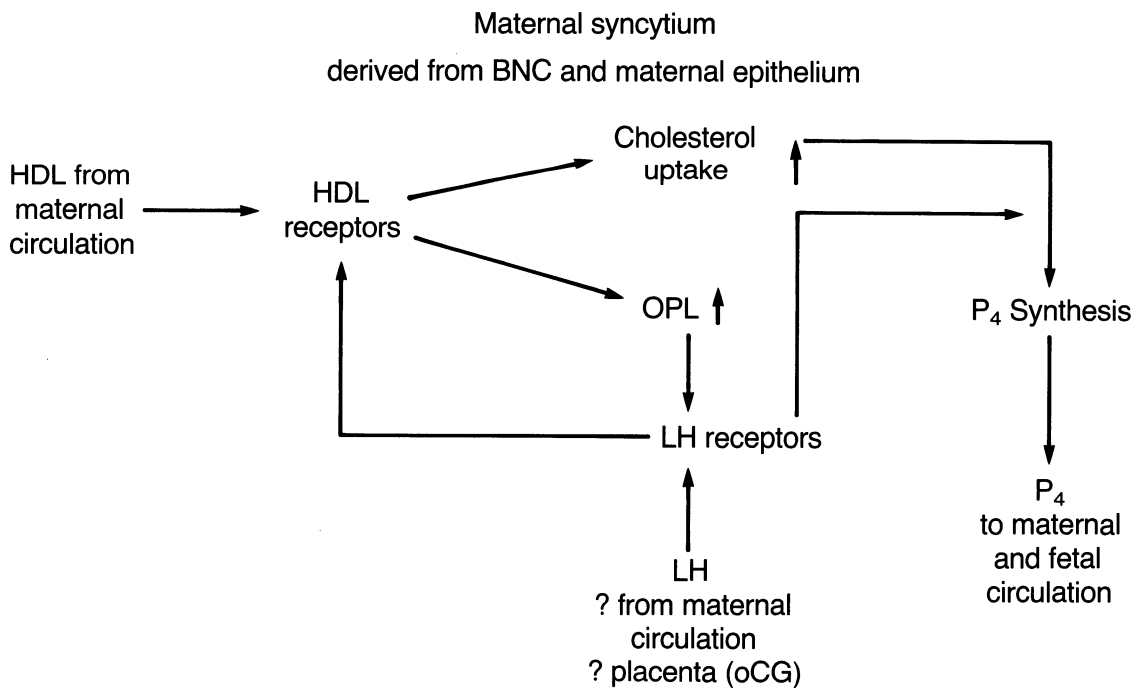 Maternal syncytium
derived from BNC and maternal epithelium
HDL from
maternal
circulation
HDL
receptors
Cholesterol
uptake
OPL
LH receptors
LH
? from maternal
circulation
? placenta (oCG)
P₄ Synthesis
P₄
to maternal
and fetal
circulation